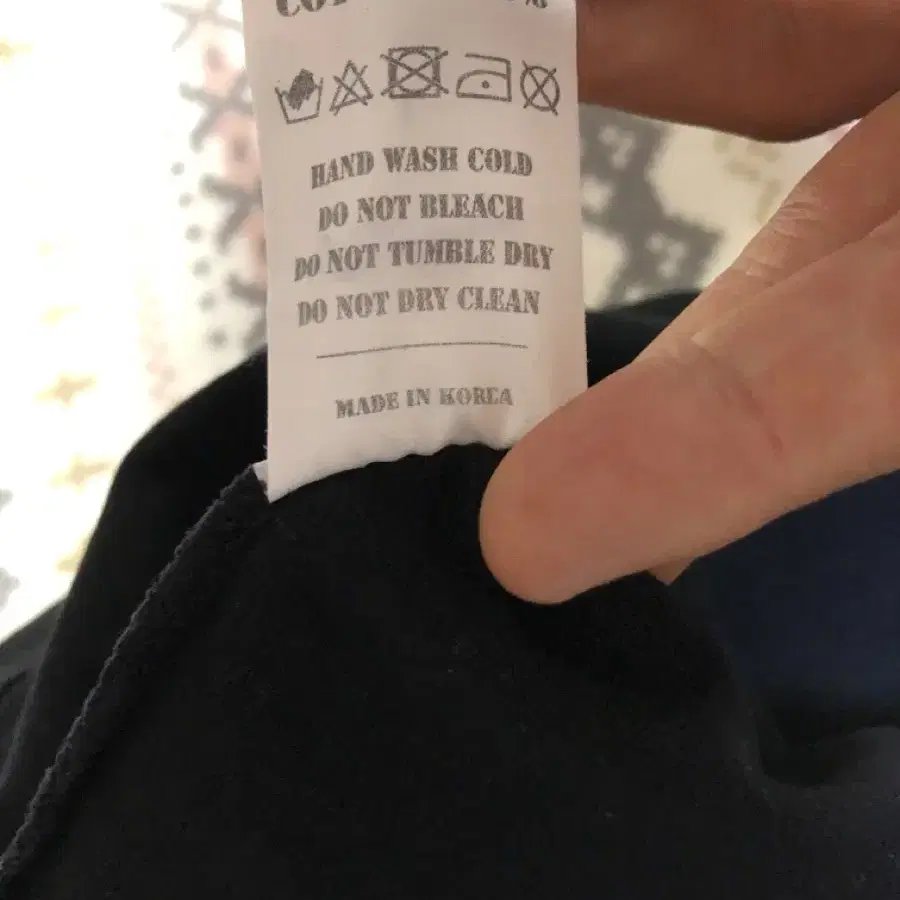 HAND WASH COLD
DO NOT BLEACH
DO NOT TUMBLE DRY
DO NOT DRY CLEAN
MADE IN KOREA